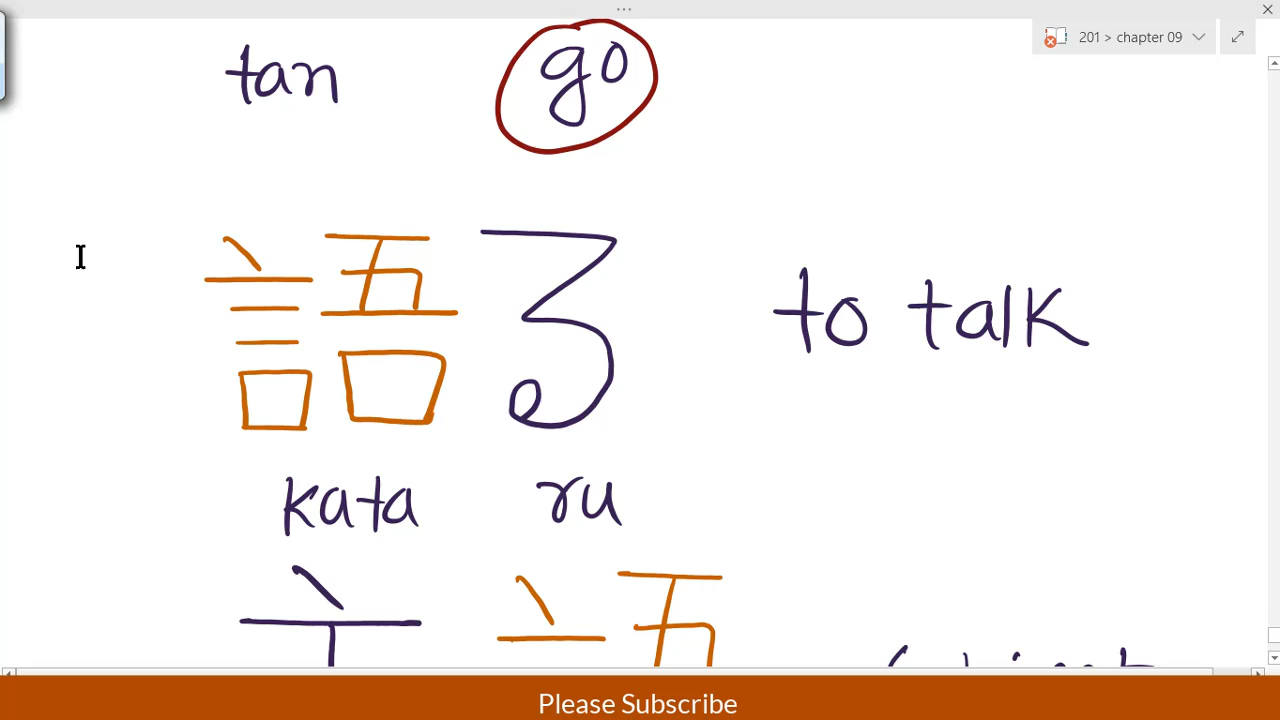 201 > chapter 09
tan go
語る to talk
kata ru
Please Subscribe